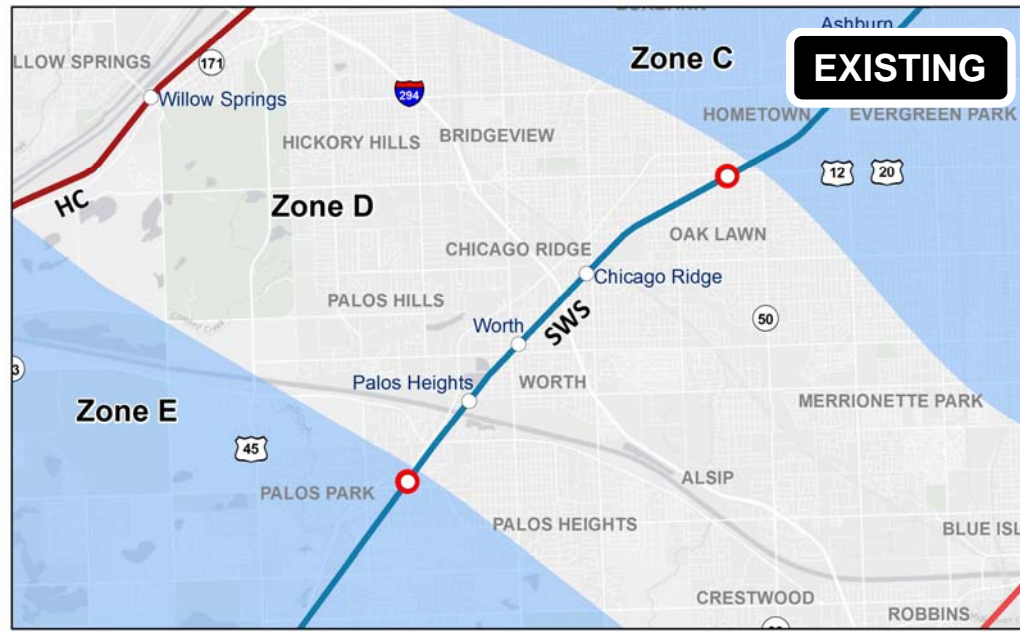 Ashburn
EXISTING
Zone C
LLOW SPRINGS
171
Willow Springs
294
HOMETOWN
EVERGREEN PARK
HICKORY HILLS
BRIDGEVIEW
12
20
HC
Zone D
OAK LAWN
CHICAGO RIDGE
Chicago Ridge
PALOS HILLS
SWS
50
Worth
3
Palos Heights
WORTH
Zone E
MERRIONETTE PARK
45
ALSIP
PALOS PARK
PALOS HEIGHTS
BLUE ISL
CRESTWOOD
ROBBINS